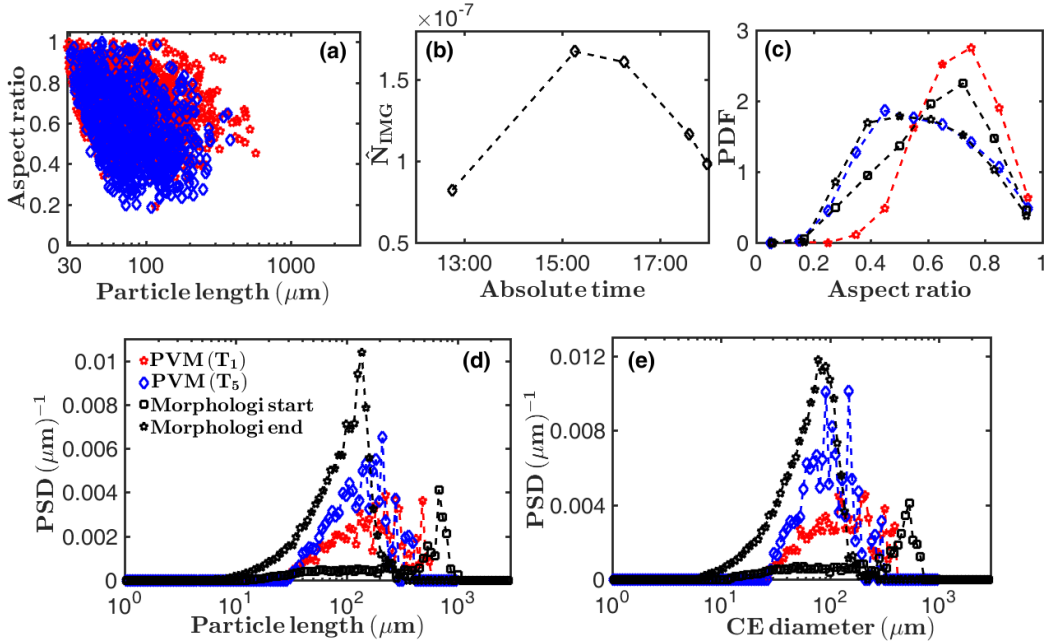 (a)
Aspect ratio
1
0.8
0.6
0.4
0.2
0
30
100
1000
Particle length (μm)
×10⁻⁷
(b)
N̂_IMG
1.5
1
0.5
13:00
15:00
17:00
Absolute time
(c)
PDF
3
2
1
0
0
0.2
0.4
0.6
0.8
1
Aspect ratio
(d)
PVM (T₁)
PVM (T₅)
Morphologi start
Morphologi end
PSD (μm)⁻¹
0.01
0.008
0.006
0.004
0.002
0
10⁰
10¹
10²
10³
Particle length (μm)
(e)
PSD (μm)⁻¹
0.012
0.008
0.004
0
10⁰
10¹
10²
10³
CE diameter (μm)